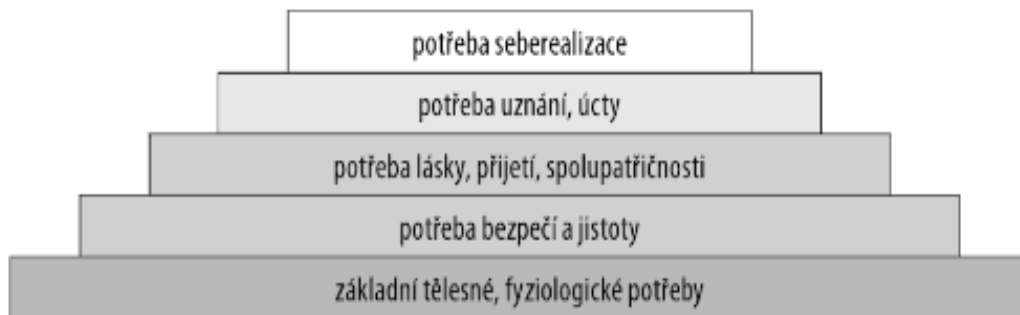 potřeba seberealizace
potřeba uznání, úcty
potřeba lásky, přijetí, spolupatřičnosti
potřeba bezpečí a jistoty
základní tělesné, fyziologické potřeby